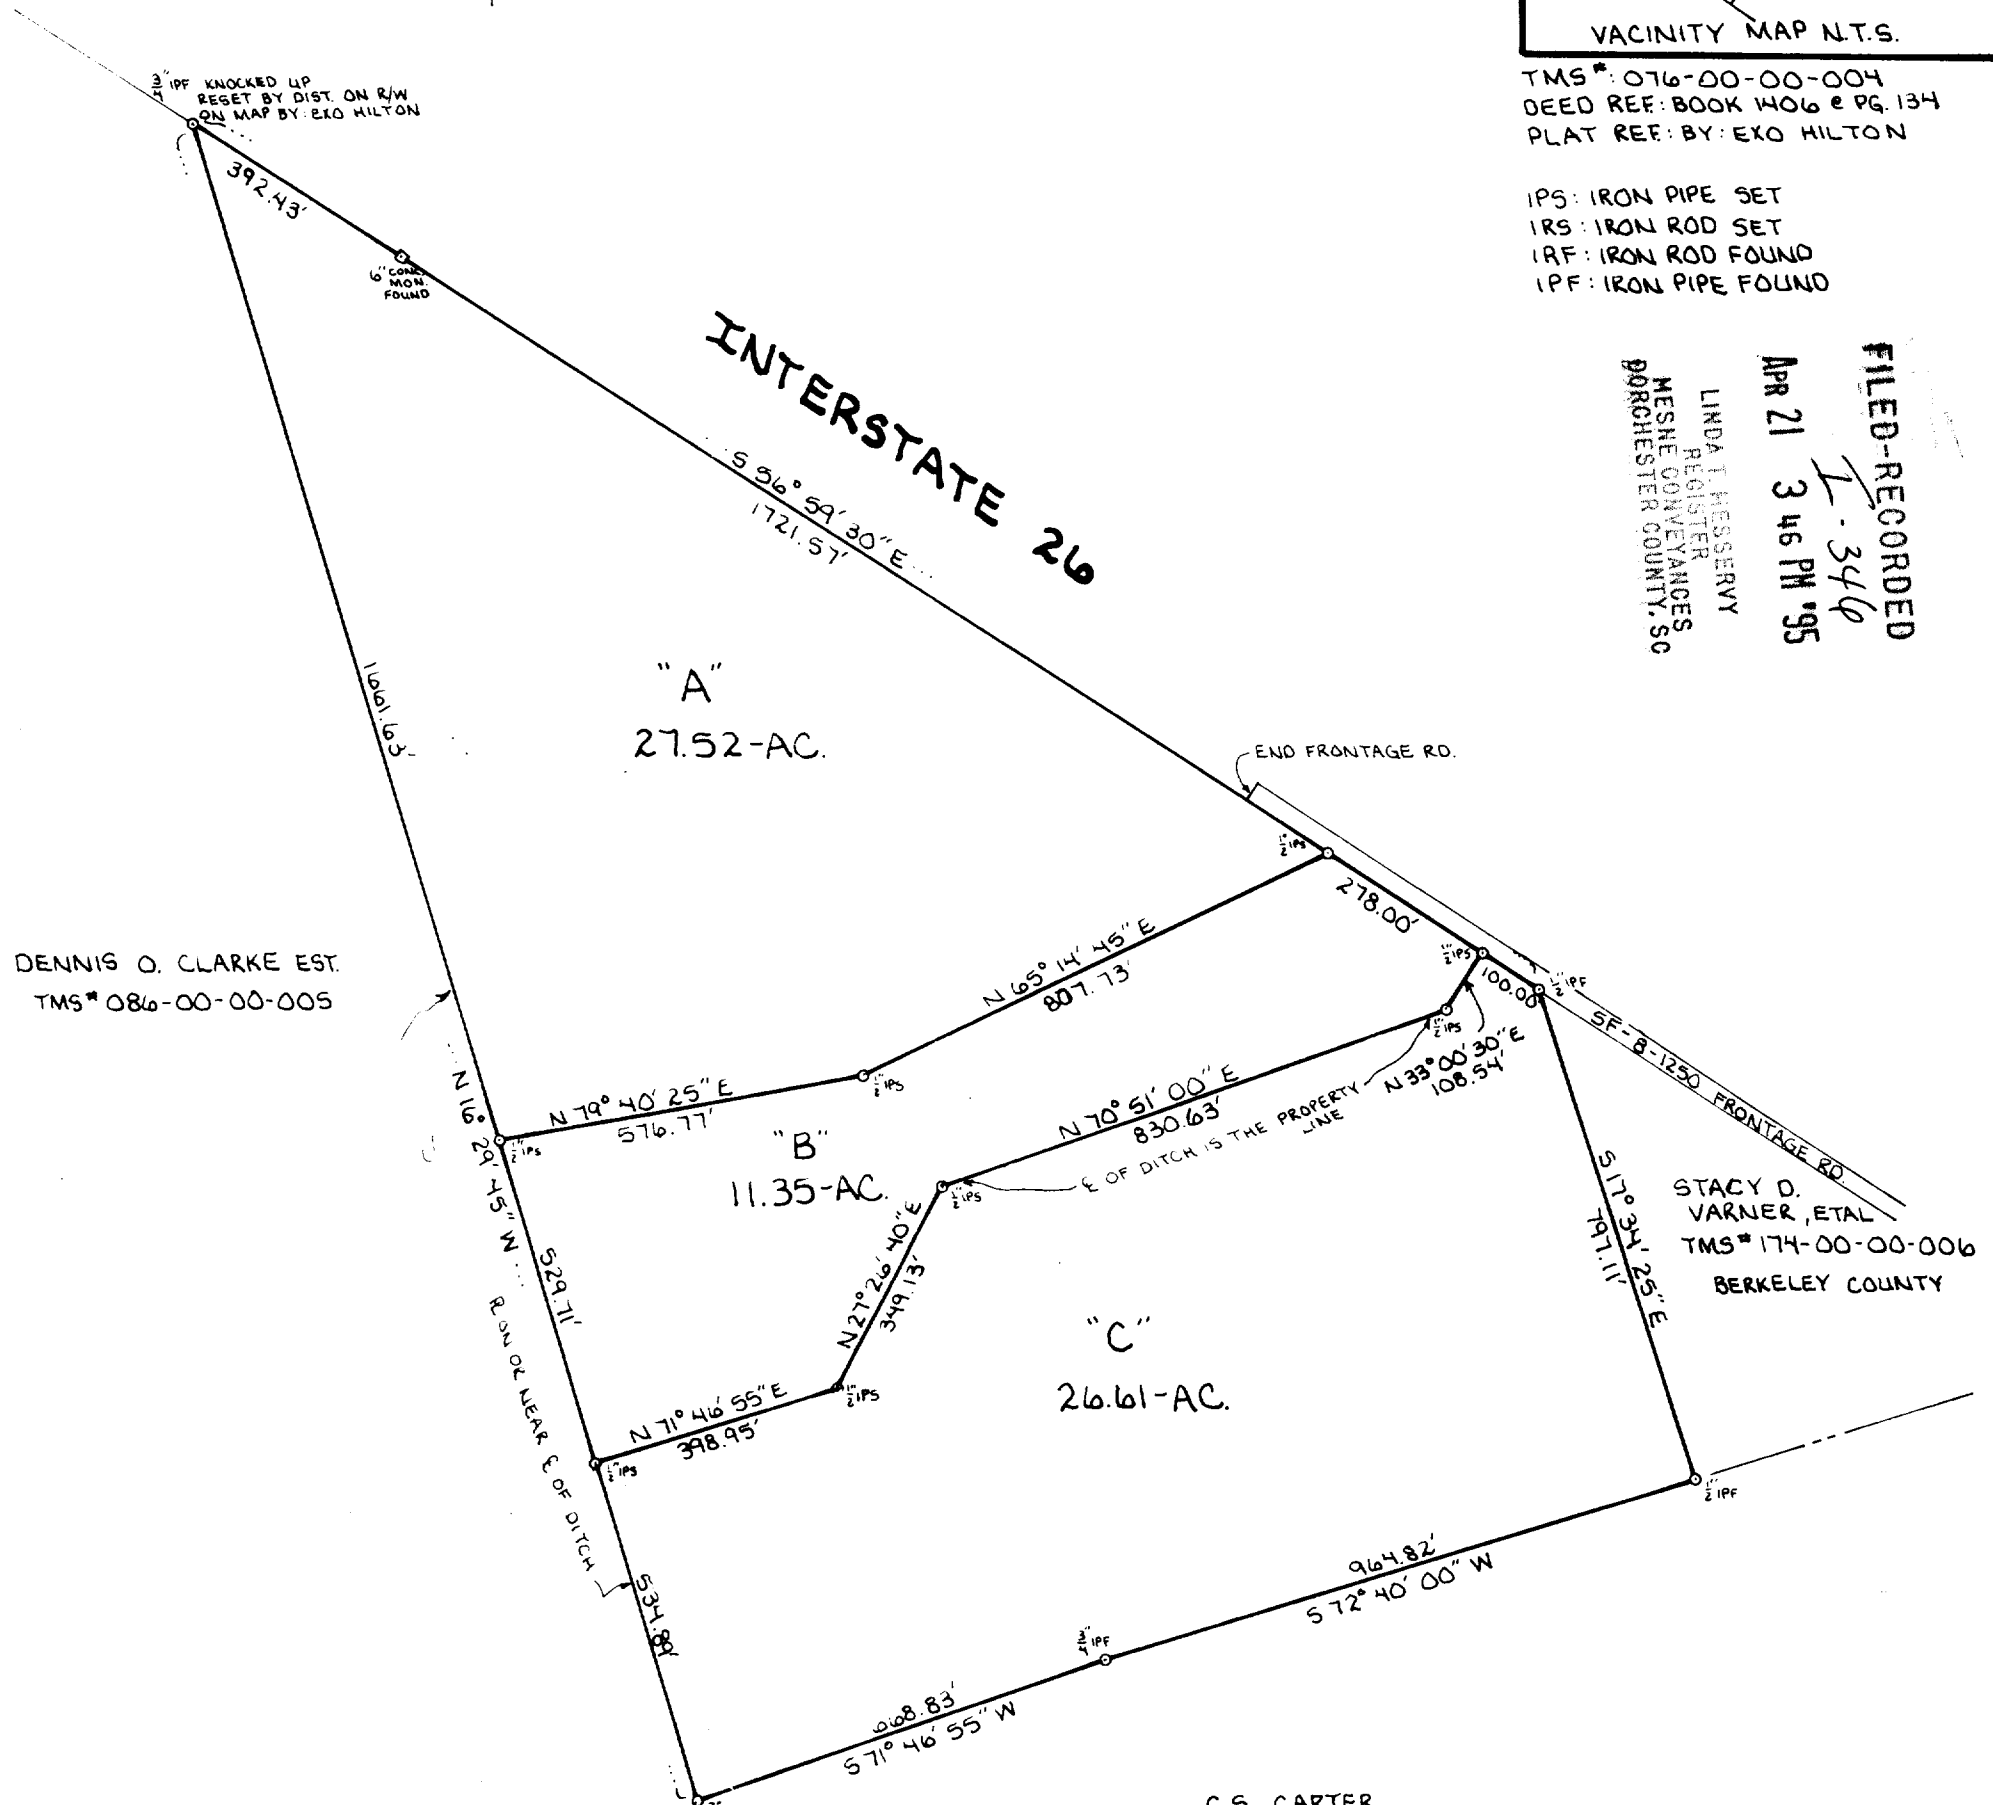 VACINITY MAP N.T.S.
TMS#: 076-00-00-004
DEED REF: BOOK 1406 @ PG. 134
PLAT REF: BY: EXO HILTON
IPS: IRON PIPE SET
IRS: IRON ROD SET
IRF: IRON ROD FOUND
IPF: IRON PIPE FOUND
FILED-RECORDED
I-346
APR 21 3 46 PM '95
LINDA T. MESSERVY
REGISTER
MESNE CONVEYANCES
DORCHESTER COUNTY, SC
3/4" IPF KNOCKED UP
RESET BY DIST. ON R/W
ON MAP BY: EXO HILTON
392.43'
6" CONC.
MON.
FOUND
INTERSTATE 26
S 56° 59' 30" E
1721.57'
1661.63'
"A"
27.52-AC.
END FRONTAGE RD.
1/2" IPS
278.00'
1/2" IPS
100.00'
1/2" IPF
SF-8-1250 FRONTAGE RD.
DENNIS O. CLARKE EST.
TMS# 086-00-00-005
N 65° 14' 45" E
807.73'
1/2" IPS
N 33° 00' 30" E
108.54'
N 79° 40' 25" E
576.77'
1/2" IPS
1/2" IPS
N 16° 29' 45" W
"B"
11.35-AC.
N 70° 51' 00" E
830.63'
℄ OF DITCH IS THE PROPERTY
LINE
1/2" IPS
S 17° 34' 25" E
797.11'
STACY D.
VARNER, ETAL
TMS# 174-00-00-006
BERKELEY COUNTY
529.71'
N 27° 26' 40" E
349.13'
℄ ON OR NEAR ℄ OF DITCH
"C"
26.61-AC.
N 71° 46' 55" E
398.95'
1/2" IPS
1/2" IPS
1/2" IPF
534.89'
964.82'
S 72° 40' 00" W
3/4" IPF
668.83'
S 71° 46' 55" W
C.S. CARTER